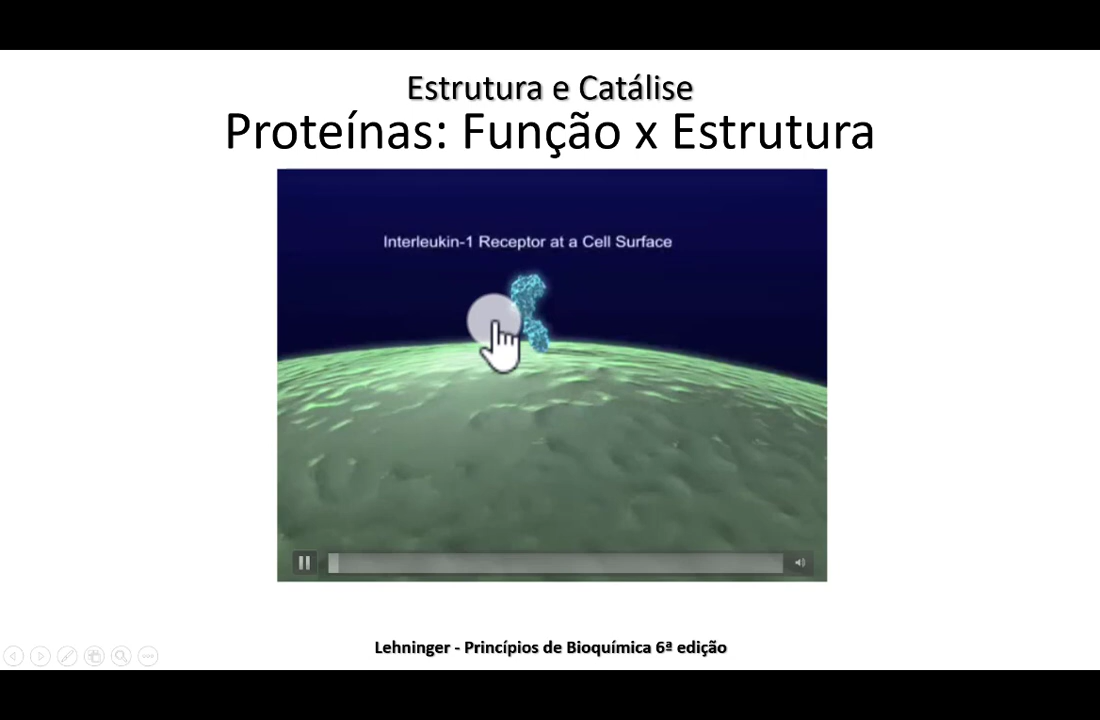 Estrutura e Catálise
Proteínas: Função x Estrutura
Interleukin-1 Receptor at a Cell Surface
Lehninger - Princípios de Bioquímica 6ª edição